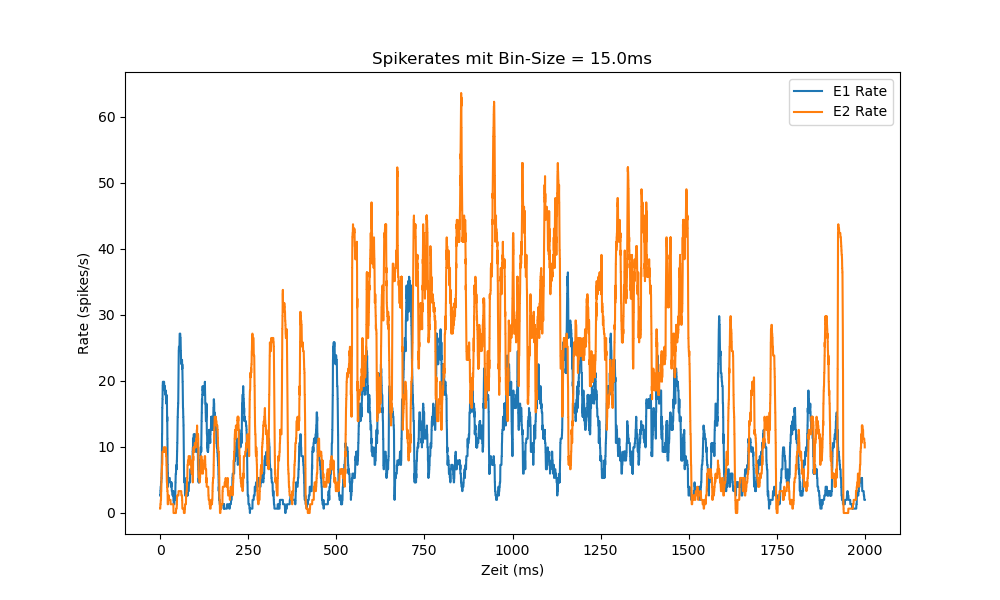 Spikerates mit Bin-Size = 15.0ms
E1 Rate
E2 Rate
Rate (spikes/s)
60
50
40
30
20
10
0
0 250 500 750 1000 1250 1500 1750 2000
Zeit (ms)